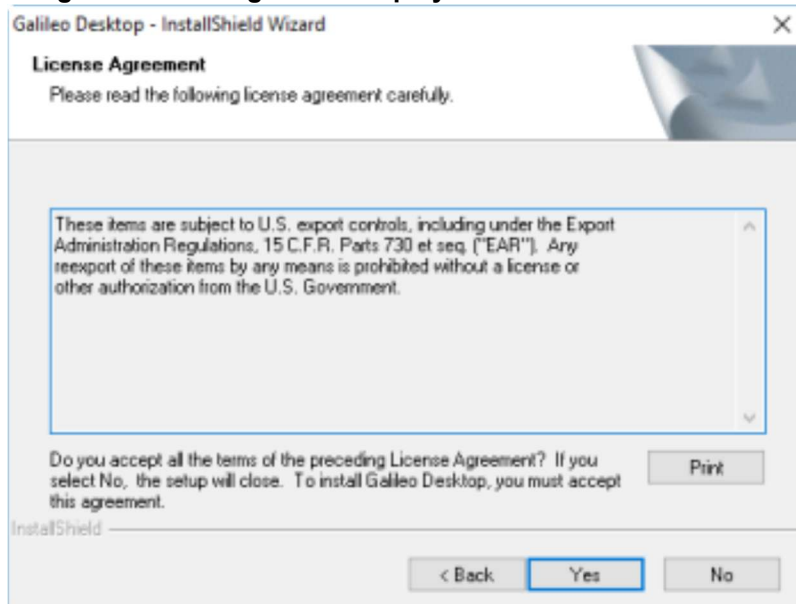 Galileo Desktop - InstallShield Wizard
License Agreement
Please read the following license agreement carefully.
These items are subject to U.S. export controls, including under the Export
Administration Regulations, 15 C.F.R. Parts 730 et seq. ("EAR"). Any
reexport of these items by any means is prohibited without a license or
other authorization from the U.S. Government.
Do you accept all the terms of the preceding License Agreement? If you
select No, the setup will close. To install Galileo Desktop, you must accept
this agreement.
Print
InstallShield
< Back
Yes
No